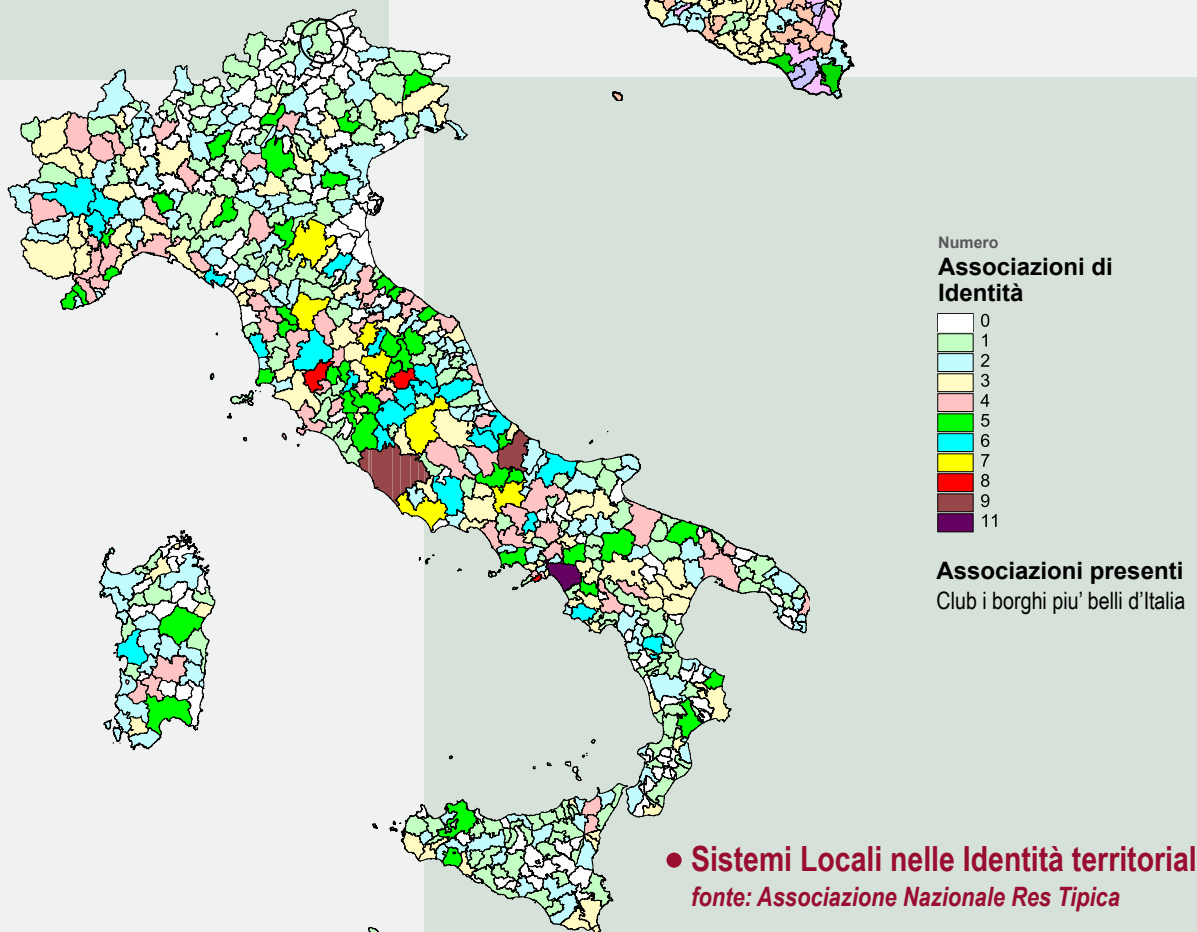 Numero
Associazioni di
Identità
0
1
2
3
4
5
6
7
8
9
11
Associazioni presenti
Club i borghi piu' belli d'Italia
• Sistemi Locali nelle Identità territorial
fonte: Associazione Nazionale Res Tipica